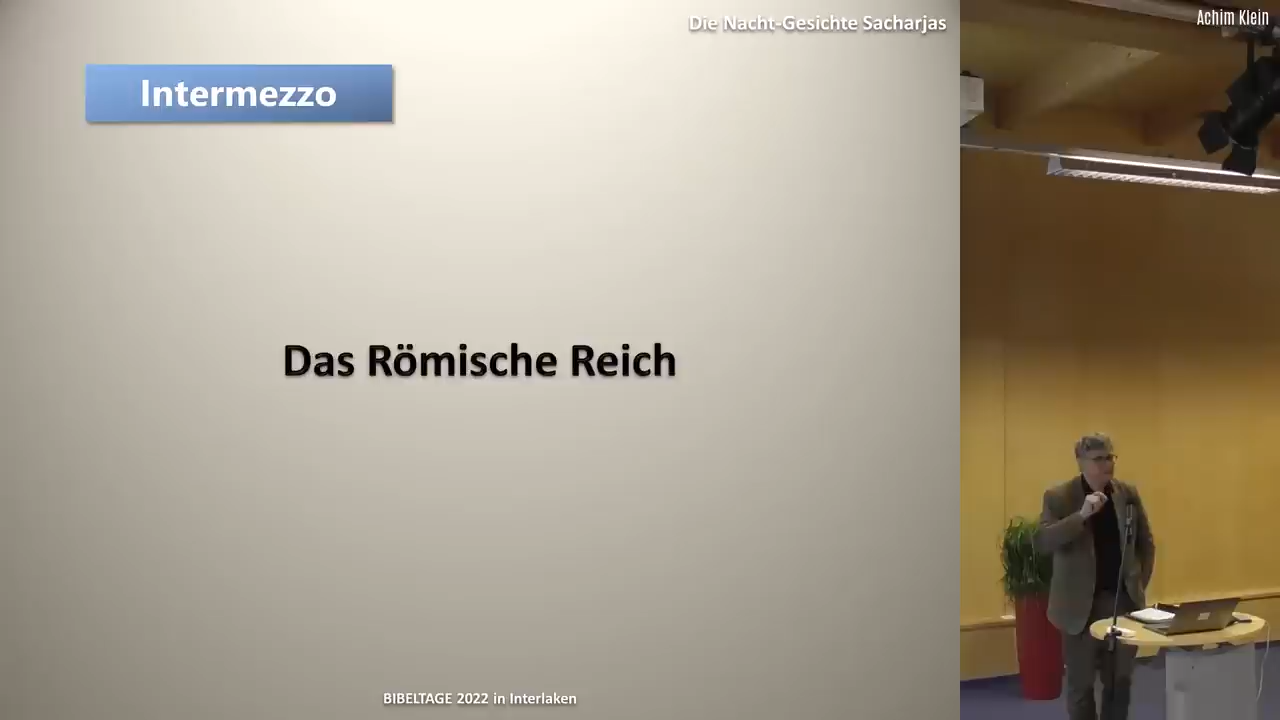 Die Nacht-Gesichte Sacharjas
Achim Klein
Intermezzo
Das Römische Reich
BIBELTAGE 2022 in Interlaken